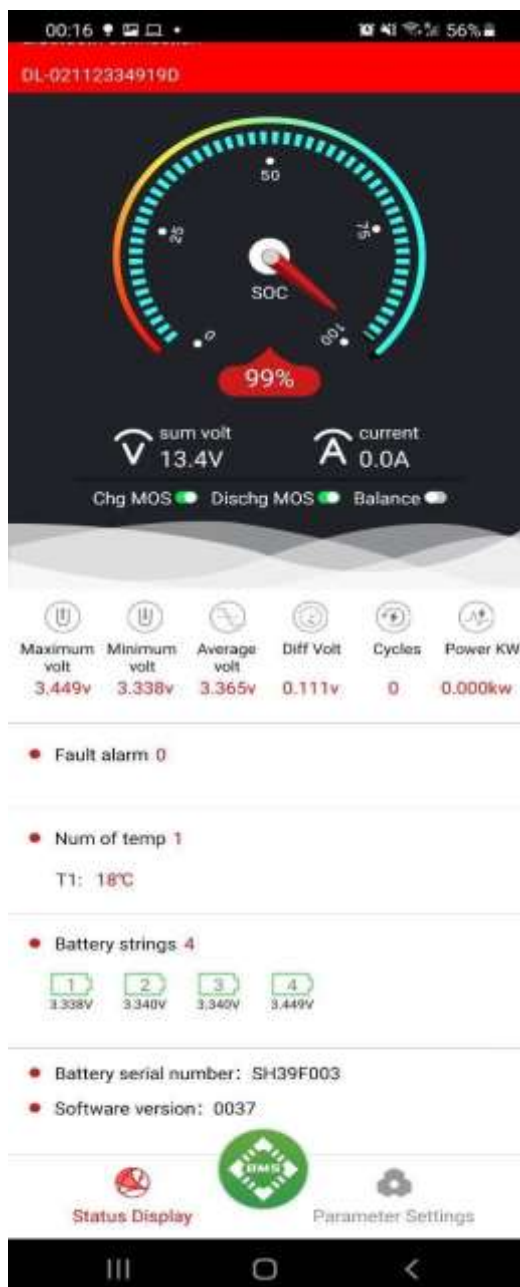 00:16 56%
DL-02112334919D
50
25 75
SOC
0 100
99%
sum volt current
13.4V 0.0A
Chg MOS Dischg MOS Balance
Maximum volt Minimum volt Average volt Diff Volt Cycles Power KW
3.449v 3.338v 3.365v 0.111v 0 0.000kw
Fault alarm 0
Num of temp 1
T1: 18℃
Battery strings 4
1 2 3 4
3.338V 3.340V 3.340V 3.449V
Battery serial number: SH39F003
Software version: 0037
BMS
Status Display Parameter Settings